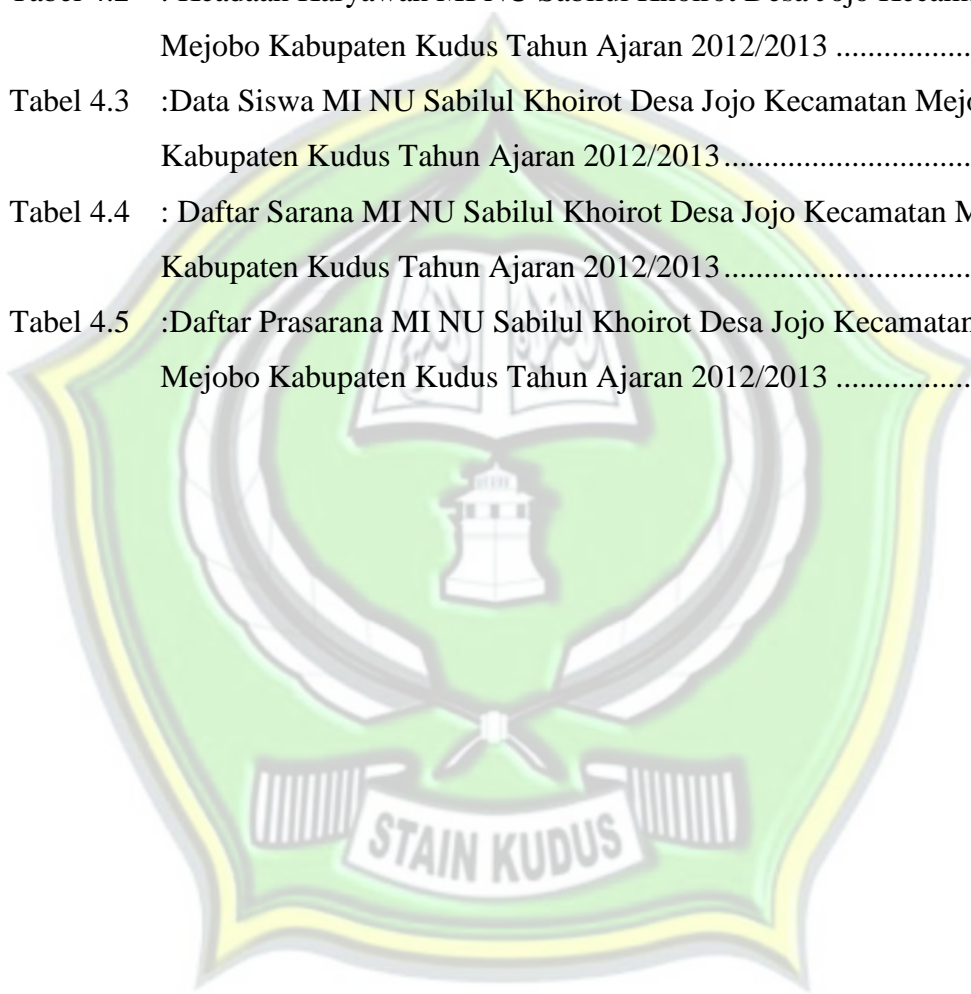 Mejobo Kabupaten Kudus Tahun Ajaran 2012/2013 ................
Tabel 4.3 :Data Siswa MI NU Sabilul Khoirot Desa Jojo Kecamatan
Kabupaten Kudus Tahun Ajaran 2012/2013 ..............................
Tabel 4.4 : Daftar Sarana MI NU Sabilul Khoirot Desa Jojo Kecamatan
Kabupaten Kudus Tahun Ajaran 2012/2013 ..............................
Tabel 4.5 :Daftar Prasarana MI NU Sabilul Khoirot Desa Jojo Kecamatan
Mejobo Kabupaten Kudus Tahun Ajaran 2012/2013 ................
STAIN KUDUS